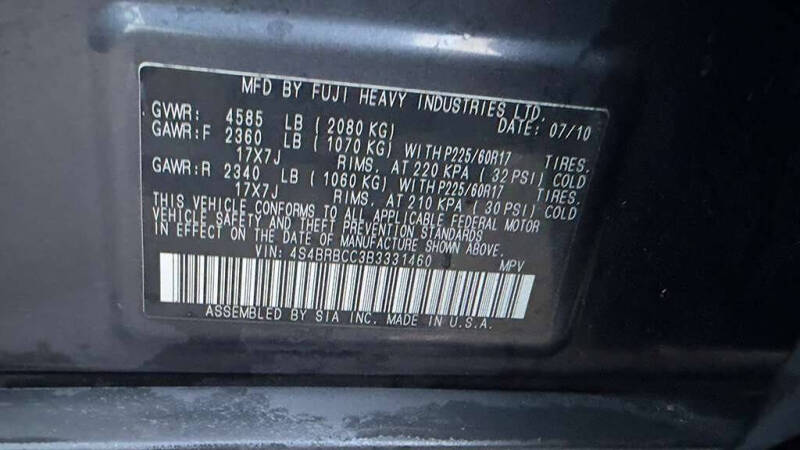 MFD BY FUJI HEAVY INDUSTRIES LTD.
GVWR: 4585 LB ( 2080 KG) DATE: 07/10
GAWR:F 2360 LB ( 1070 KG) WITH P225/60R17 TIRES.
17X7J RIMS. AT 220 KPA ( 32 PSI) COLD
GAWR:R 2340 LB ( 1060 KG) WITH P225/60R17 TIRES.
17X7J RIMS. AT 210 KPA ( 30 PSI) COLD
THIS VEHICLE CONFORMS TO ALL APPLICABLE FEDERAL MOTOR
VEHICLE SAFETY AND THEFT PREVENTION STANDARDS
IN EFFECT ON THE DATE OF MANUFACTURE SHOWN ABOVE.
VIN: 4S4BRBCC3B3331460 MPV
ASSEMBLED BY SIA INC. MADE IN U.S.A.